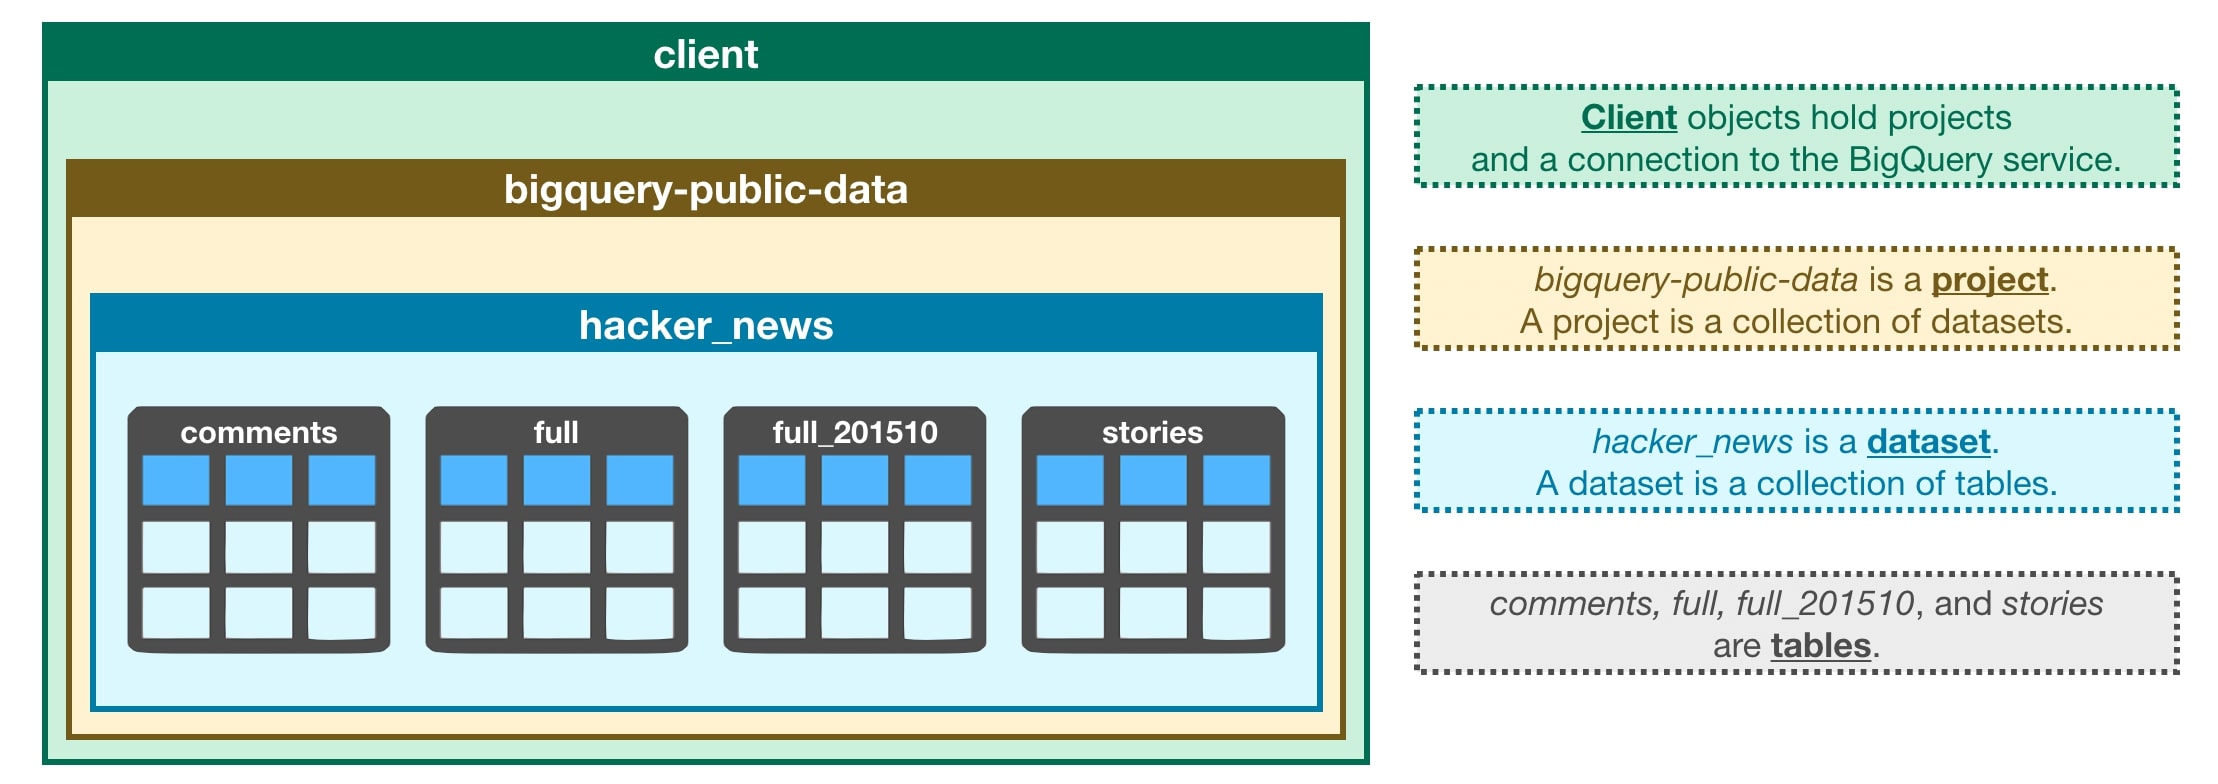 client
bigquery-public-data
hacker_news
comments
full
full_201510
stories
Client objects hold projects
and a connection to the BigQuery service.
bigquery-public-data is a project.
A project is a collection of datasets.
hacker_news is a dataset.
A dataset is a collection of tables.
comments, full, full_201510, and stories
are tables.